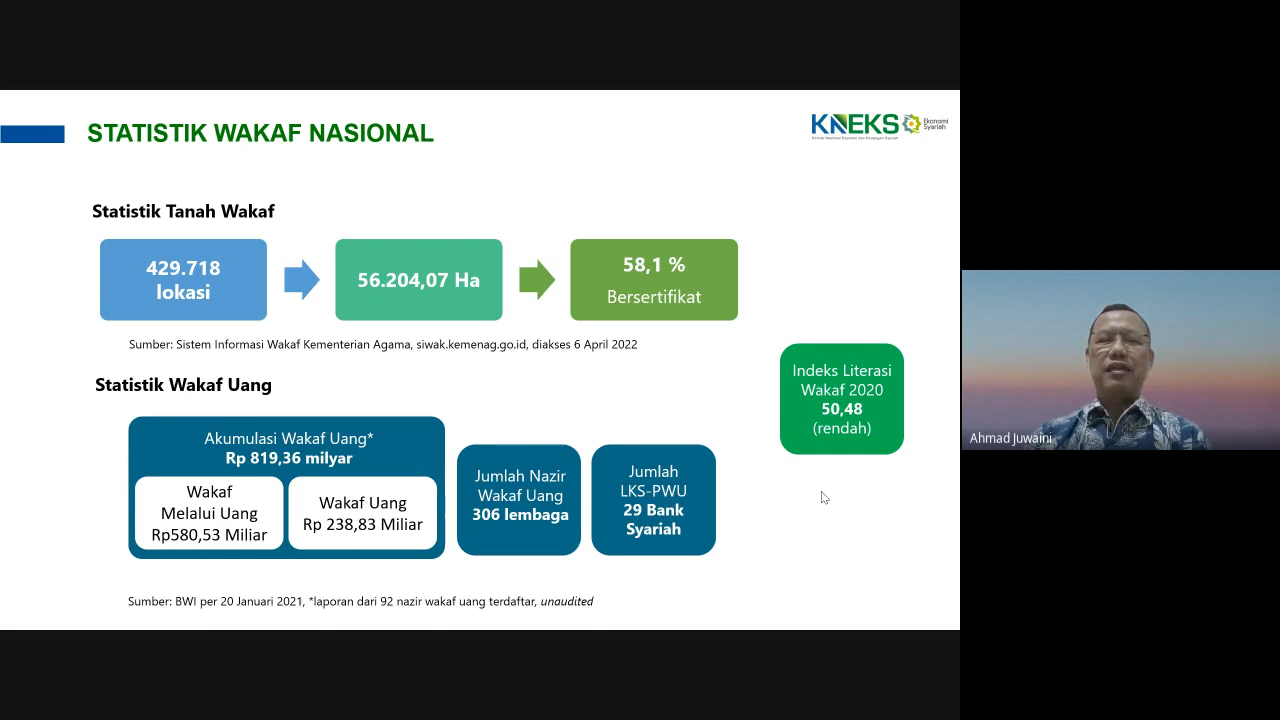 STATISTIK WAKAF NASIONAL
KNEKS
Ekonomi
Syariah
Statistik Tanah Wakaf
429.718
lokasi
56.204,07 Ha
58,1 %
Bersertifikat
Sumber: Sistem Informasi Wakaf Kementerian Agama, siwak.kemenag.go.id, diakses 6 April 2022
Statistik Wakaf Uang
Akumulasi Wakaf Uang*
Rp 819,36 milyar
Wakaf
Melalui Uang
Rp580,53 Miliar
Wakaf Uang
Rp 238,83 Miliar
Jumlah Nazir
Wakaf Uang
306 lembaga
Jumlah
LKS-PWU
29 Bank
Syariah
Indeks Literasi
Wakaf 2020
50,48
(rendah)
Sumber: BWI per 20 Januari 2021, *laporan dari 92 nazir wakaf uang terdaftar, unaudited
Ahmad Juwaini